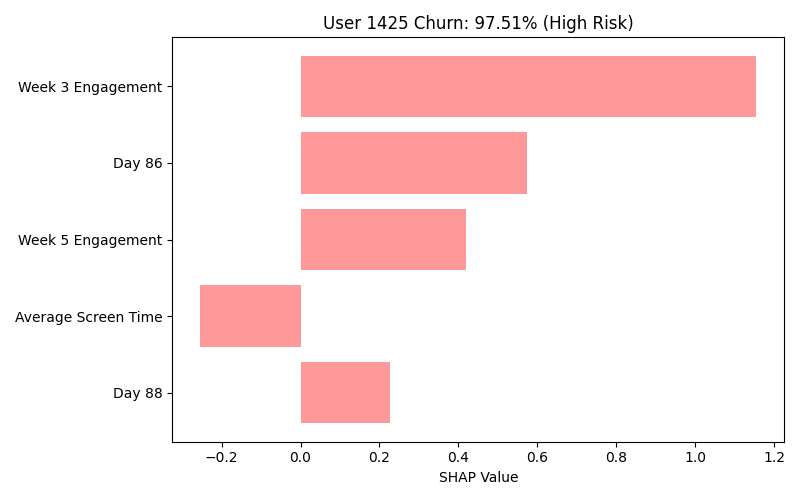 User 1425 Churn: 97.51% (High Risk)
Week 3 Engagement
Day 86
Week 5 Engagement
Average Screen Time
Day 88
−0.2 0.0 0.2 0.4 0.6 0.8 1.0 1.2
SHAP Value